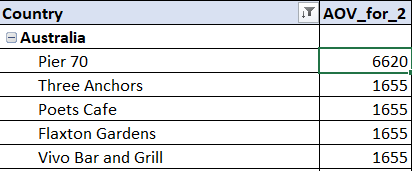 Country AOV_for_2
Australia
Pier 70 6620
Three Anchors 1655
Poets Cafe 1655
Flaxton Gardens 1655
Vivo Bar and Grill 1655